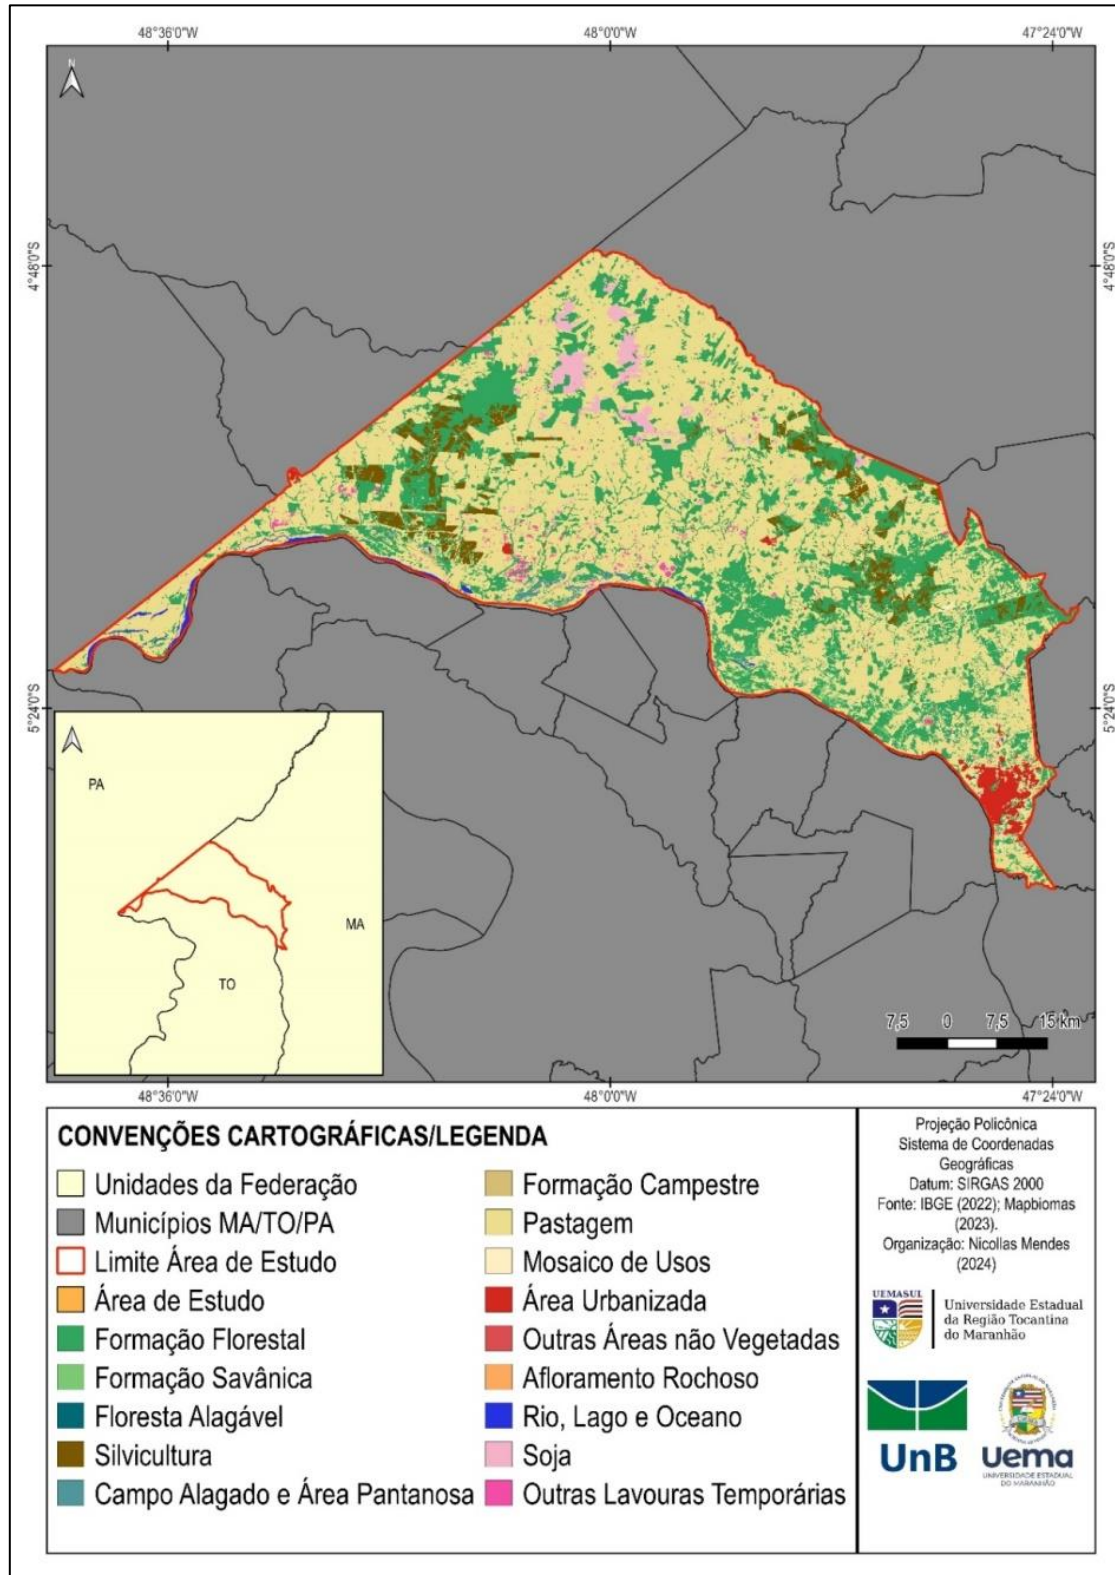 48°36'0"W 48°0'0"W 47°24'0"W
N
4°48'0"S 4°48'0"S
5°24'0"S 5°24'0"S
PA
MA
TO
7,5 0 7,5 15 km
48°36'0"W 48°0'0"W 47°24'0"W
CONVENÇÕES CARTOGRÁFICAS/LEGENDA
Unidades da Federação
Municípios MA/TO/PA
Limite Área de Estudo
Área de Estudo
Formação Florestal
Formação Savânica
Floresta Alagável
Silvicultura
Campo Alagado e Área Pantanosa
Formação Campestre
Pastagem
Mosaico de Usos
Área Urbanizada
Outras Áreas não Vegetadas
Afloramento Rochoso
Rio, Lago e Oceano
Soja
Outras Lavouras Temporárias
Projeção Policônica
Sistema de Coordenadas
Geográficas
Datum: SIRGAS 2000
Fonte: IBGE (2022); Mapbiomas
(2023).
Organização: Nicollas Mendes
(2024)
UEMASUL
Universidade Estadual
da Região Tocantina
do Maranhão
UnB
Uema
UNIVERSIDADE ESTADUAL
DO MARANHÃO